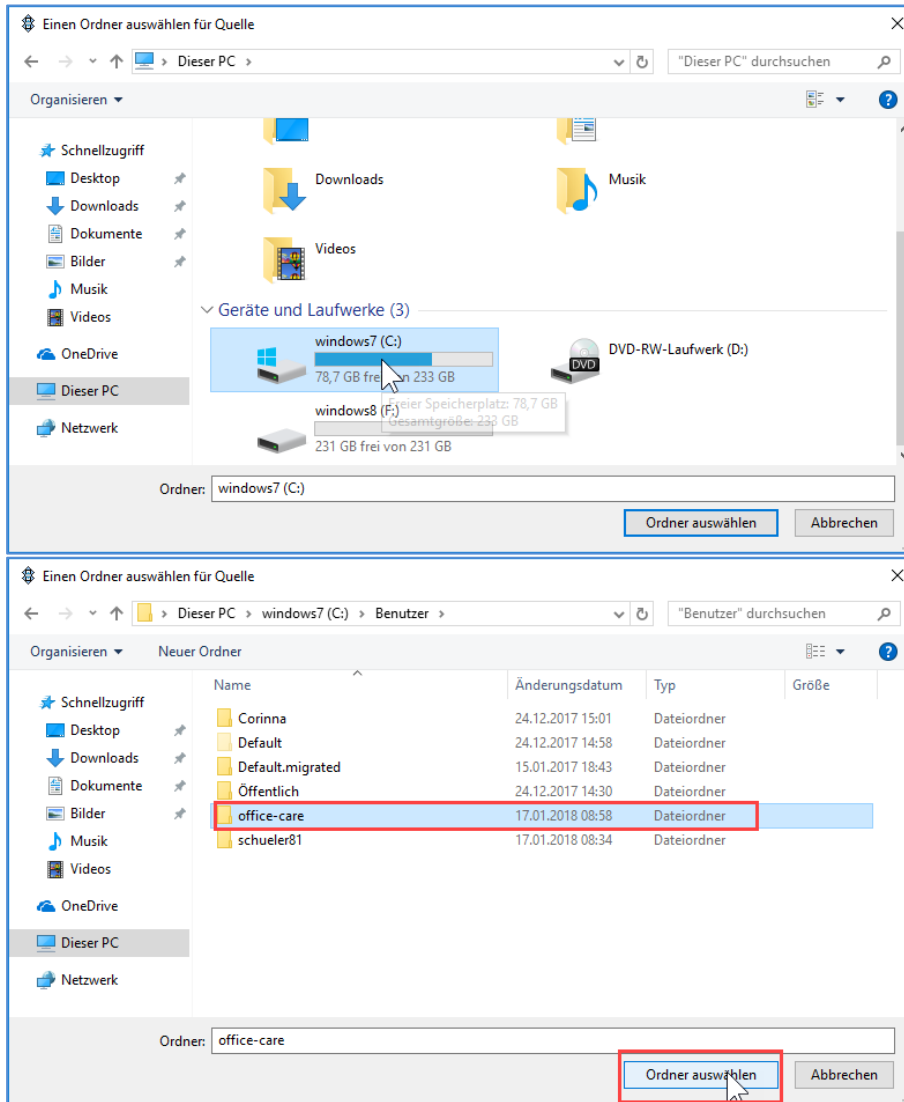 Einen Ordner auswählen für Quelle
Dieser PC
"Dieser PC" durchsuchen
Organisieren
Schnellzugriff
Desktop
Downloads
Dokumente
Bilder
Musik
Videos
OneDrive
Dieser PC
Netzwerk
Downloads
Musik
Videos
Geräte und Laufwerke (3)
windows7 (C:)
78,7 GB frei von 233 GB
DVD-RW-Laufwerk (D:)
DVD
windows8 (F:)
231 GB frei von 231 GB
Freier Speicherplatz: 78,7 GB
Gesamtgröße: 233 GB
Ordner: windows7 (C:)
Ordner auswählen Abbrechen
Einen Ordner auswählen für Quelle
Dieser PC > windows7 (C:) > Benutzer >
"Benutzer" durchsuchen
Organisieren Neuer Ordner
Schnellzugriff
Desktop
Downloads
Dokumente
Bilder
Musik
Videos
OneDrive
Dieser PC
Netzwerk
Name Änderungsdatum Typ Größe
Corinna 24.12.2017 15:01 Dateiordner
Default 24.12.2017 14:58 Dateiordner
Default.migrated 15.01.2017 18:43 Dateiordner
Öffentlich 24.12.2017 14:30 Dateiordner
office-care 17.01.2018 08:58 Dateiordner
schueler81 17.01.2018 08:34 Dateiordner
Ordner: office-care
Ordner auswählen Abbrechen